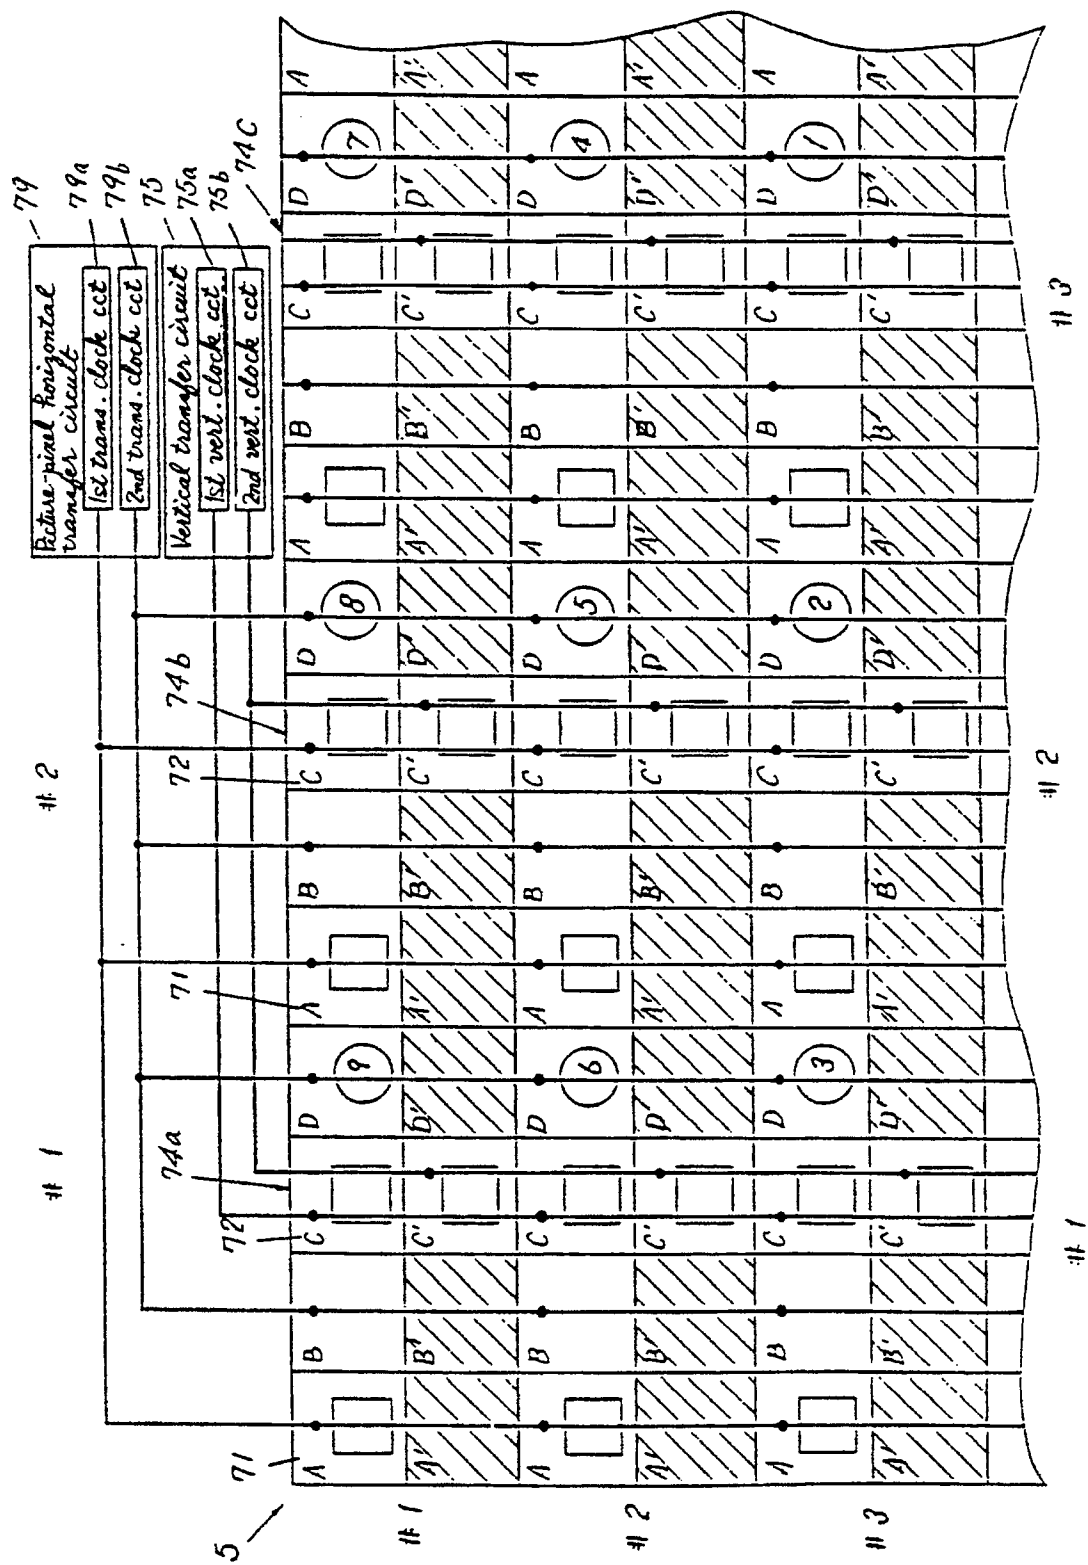 79
Picture-pixel horizontal
transfer circuit
1st trans. clock cct 79a
2nd trans. clock cct 79b
75
Vertical transfer circuit
1st vert. clock cct. 75a
2nd vert. clock cct 75b
#1 #2
74a 71 72 74b 74C
5 71 72
A B C D A B C D A B C D A
9 8 7
#1 A' B' C' D' A' B' C' D' A' B' C' D' A'
A B C D A B C D A B C D A
6 5 4
#2 A' B' C' D' A' B' C' D' A' B' C' D' A'
A B C D A B C D A B C D A
3 2 1
#3 A' B' C' D' A' B' C' D' A' B' C' D' A'
#1 #2 #3